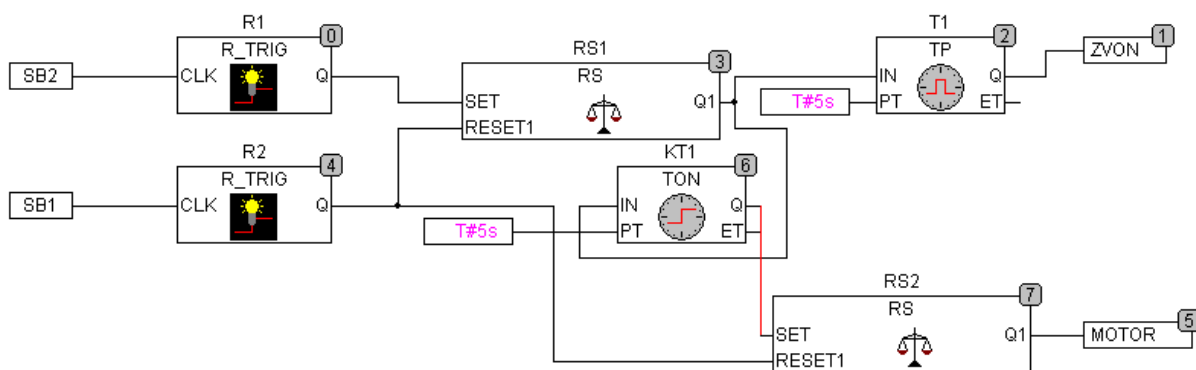 R1
0
R_TRIG
SB2
CLK
Q
RS1
3
RS
SET
Q1
RESET1
T1
2
TP
IN
Q
T#5s
PT
ET
1
ZVON
R2
4
R_TRIG
SB1
CLK
Q
KT1
6
TON
IN
Q
T#5s
PT
ET
RS2
7
RS
SET
Q1
RESET1
5
MOTOR